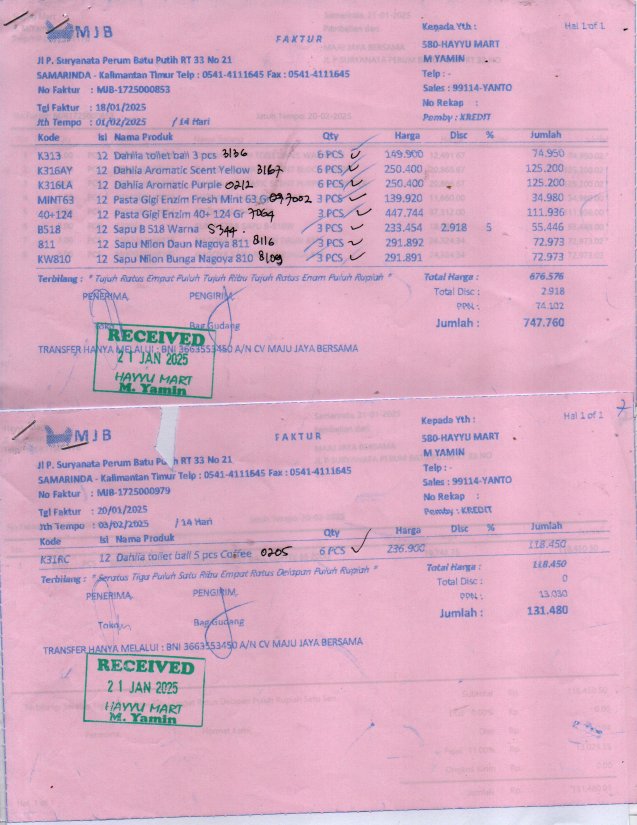 MJB
FAKTUR
Kepada Yth :
Hal 1 of 1
580-HAYYU MART
Jl P. Suryanata Perum Batu Putih RT 33 No 21
M YAMIN
SAMARINDA - Kalimantan Timur Telp : 0541-4111645 Fax : 0541-4111645
Telp : -
No Faktur : MJB-1725000853
Sales : 99114-YANTO
Tgl Faktur : 18/01/2025
No Rekap :
Jth Tempo : 01/02/2025 / 14 Hari
Pemby : KREDIT
Kode Isi Nama Produk Qty Harga Disc % Jumlah
K313 12 Dahlia toilet ball 3 pcs 3136 6 PCS 149.900 74.950
K316AY 12 Dahlia Aromatic Scent Yellow 3167 6 PCS 250.400 125.200
K316LA 12 Dahlia Aromatic Purple 0212 6 PCS 250.400 125.200
MINT63 12 Pasta Gigi Enzim Fresh Mint 63 Gr 097002 3 PCS 139.920 34.980
40+124 12 Pasta Gigi Enzim 40+ 124 Gr 7004 3 PCS 447.744 111.936
B518 12 Sapu B 518 Warna S344. 3 PCS 233.454 2.918 5 55.446
811 12 Sapu Nilon Daun Nagoya 811 8116 3 PCS 291.892 72.973
KW810 12 Sapu Nilon Bunga Nagoya 810 8109 3 PCS 291.891 72.973
Terbilang : " Tujuh Ratus Empat Puluh Tujuh Ribu Tujuh Ratus Enam Puluh Rupiah "
Total Harga : 676.576
PENERIMA, PENGIRIM,
Total Disc : 2.918
PPN : 74.102
Jumlah : 747.760
Toko Bag Gudang
TRANSFER HANYA MELALUI : BNI 3663553450 A/N CV MAJU JAYA BERSAMA
RECEIVED
21 JAN 2025
HAYYU MART
M. Yamin
MJB
FAKTUR
Kepada Yth :
Hal 1 of 1
580-HAYYU MART
Jl P. Suryanata Perum Batu Putih RT 33 No 21
M YAMIN
SAMARINDA - Kalimantan Timur Telp : 0541-4111645 Fax : 0541-4111645
Telp : -
No Faktur : MJB-1725000979
Sales : 99114-YANTO
Tgl Faktur : 20/01/2025
No Rekap :
Jth Tempo : 03/02/2025 / 14 Hari
Pemby : KREDIT
Kode Isi Nama Produk Qty Harga Disc % Jumlah
K31RC 12 Dahlia toilet ball 5 pcs Coffee 0205 6 PCS 236.900 118.450
Terbilang : " Seratus Tiga Puluh Satu Ribu Empat Ratus Delapan Puluh Rupiah "
Total Harga : 118.450
PENERIMA, PENGIRIM,
Total Disc : 0
PPN : 13.030
Jumlah : 131.480
Toko Bag Gudang
TRANSFER HANYA MELALUI : BNI 3663553450 A/N CV MAJU JAYA BERSAMA
RECEIVED
21 JAN 2025
HAYYU MART
M. Yamin